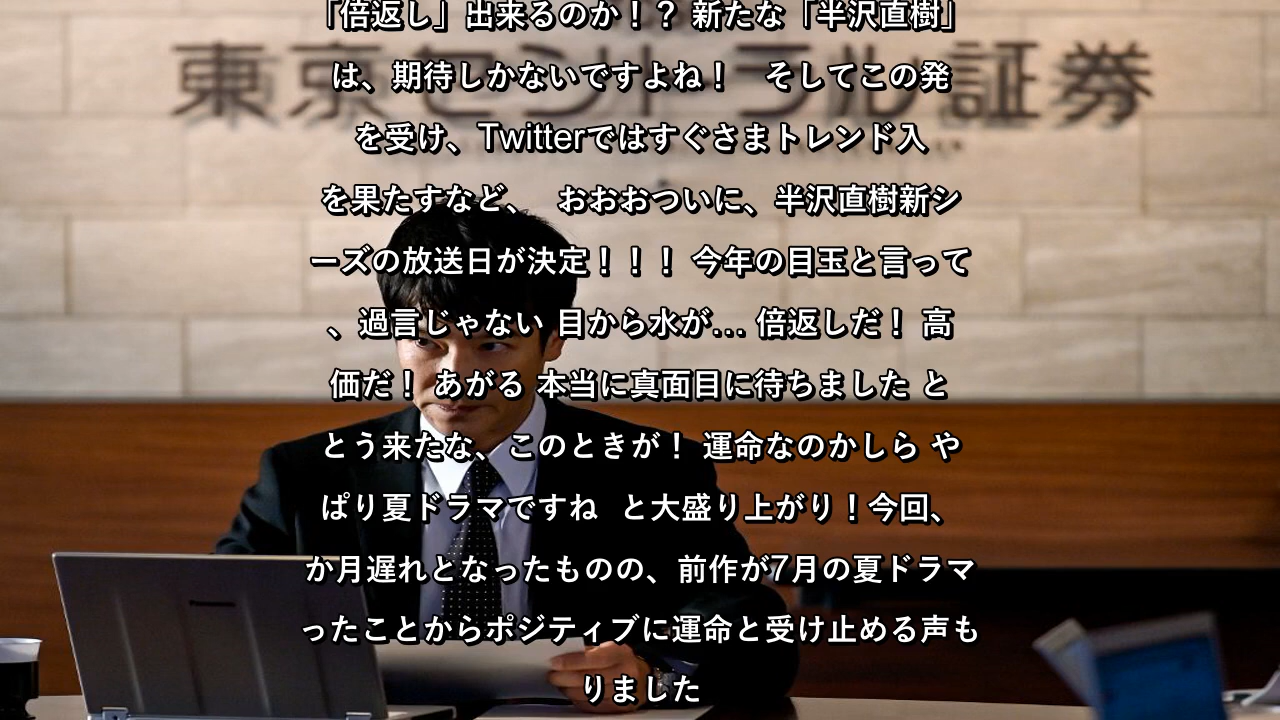 「倍返し」出来るのか！？ 新たな「半沢直樹」
東京セントラル証券
は、期待しかないですよね！　そしてこの発
を受け、Twitterではすぐさまトレンド入
を果たすなど、　おおおついに、半沢直樹新シ
ーズの放送日が決定！！！ 今年の目玉と言って
、過言じゃない 目から水が… 倍返しだ！ 高
価だ！ あがる 本当に真面目に待ちました と
とう来たな、このときが！ 運命なのかしら や
ぱり夏ドラマですね　と大盛り上がり！今回、
か月遅れとなったものの、前作が7月の夏ドラマ
ったことからポジティブに運命と受け止める声も
りました
Panasonic